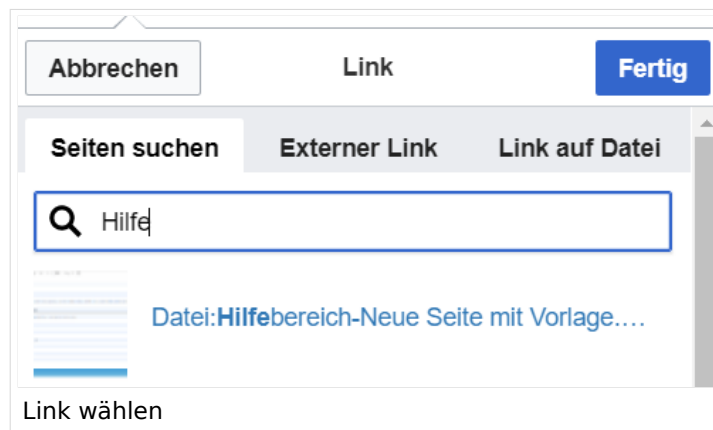 Abbrechen Link Fertig
Seiten suchen Externer Link Link auf Datei
Hilfe
Datei:Hilfebereich-Neue Seite mit Vorlage....
Link wählen